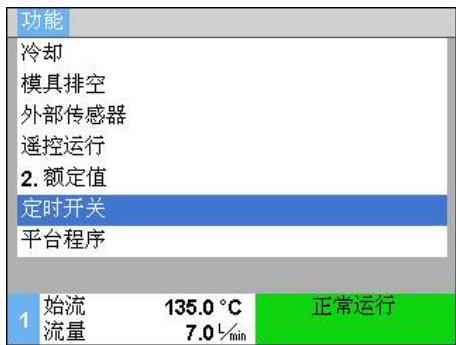 功能
冷却
模具排空
外部传感器
遥控运行
2. 额定值
定时开关
平台程序
1 始流 135.0 °C 正常运行
流量 7.0 L/min